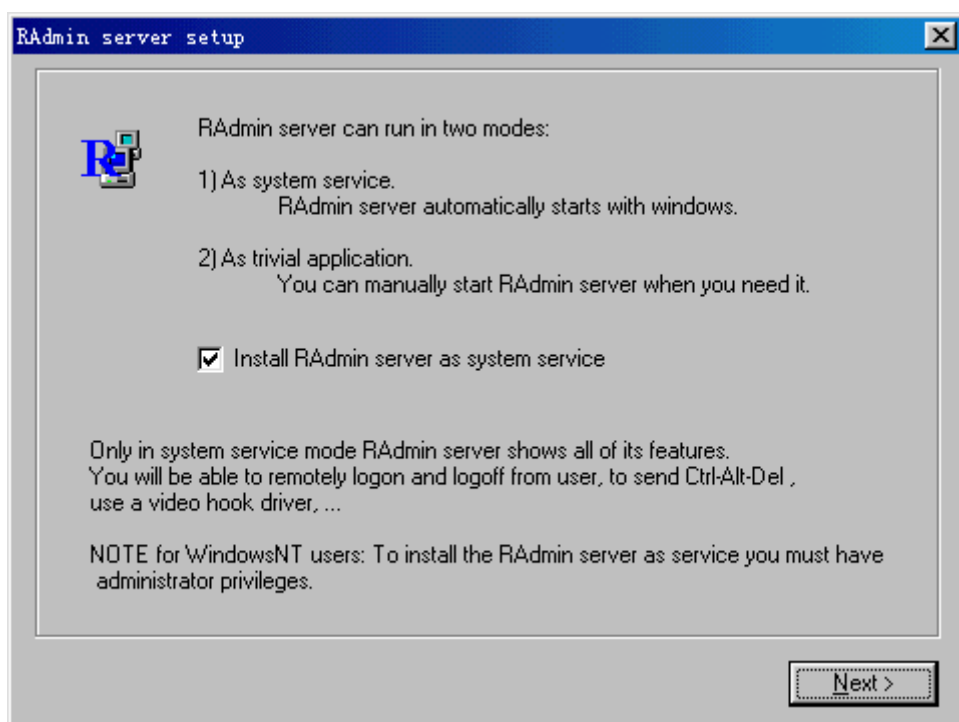 RAdmin server setup
RAdmin server can run in two modes:
1) As system service.
RAdmin server automatically starts with windows.
2) As trivial application.
You can manually start RAdmin server when you need it.
Install RAdmin server as system service
Only in system service mode RAdmin server shows all of its features.
You will be able to remotely logon and logoff from user, to send Ctrl-Alt-Del ,
use a video hook driver, ...
NOTE for WindowsNT users: To install the RAdmin server as service you must have
administrator privileges.
Next >